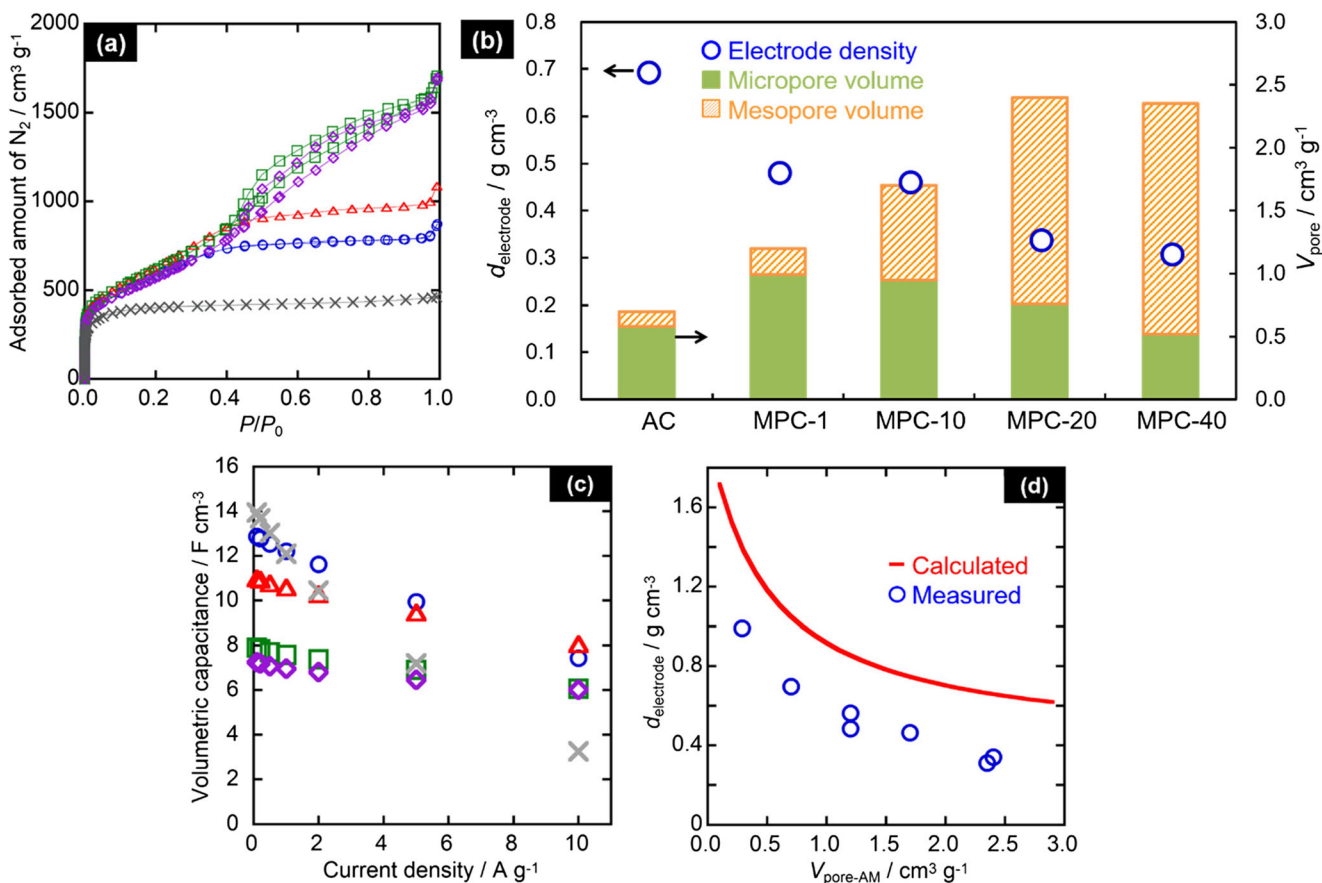 (a)
2000
1500
1000
500
0
Adsorbed amount of N2 / cm³ g-1
0.0 0.2 0.4 0.6 0.8 1.0
P/P0
(b)
0.8
0.7
0.6
0.5
0.4
0.3
0.2
0.1
0.0
delectrode / g cm-3
Electrode density
Micropore volume
Mesopore volume
3.0
2.5
2.0
1.5
1.0
0.5
0.0
Vpore / cm³ g-1
AC MPC-1 MPC-10 MPC-20 MPC-40
(c)
16
14
12
10
8
6
4
2
0
Volumetric capacitance / F cm-3
0 2 4 6 8 10
Current density / A g-1
(d)
1.6
1.2
0.8
0.4
0
delectrode / g cm-3
Calculated
Measured
0.0 0.5 1.0 1.5 2.0 2.5 3.0
Vpore-AM / cm³ g-1